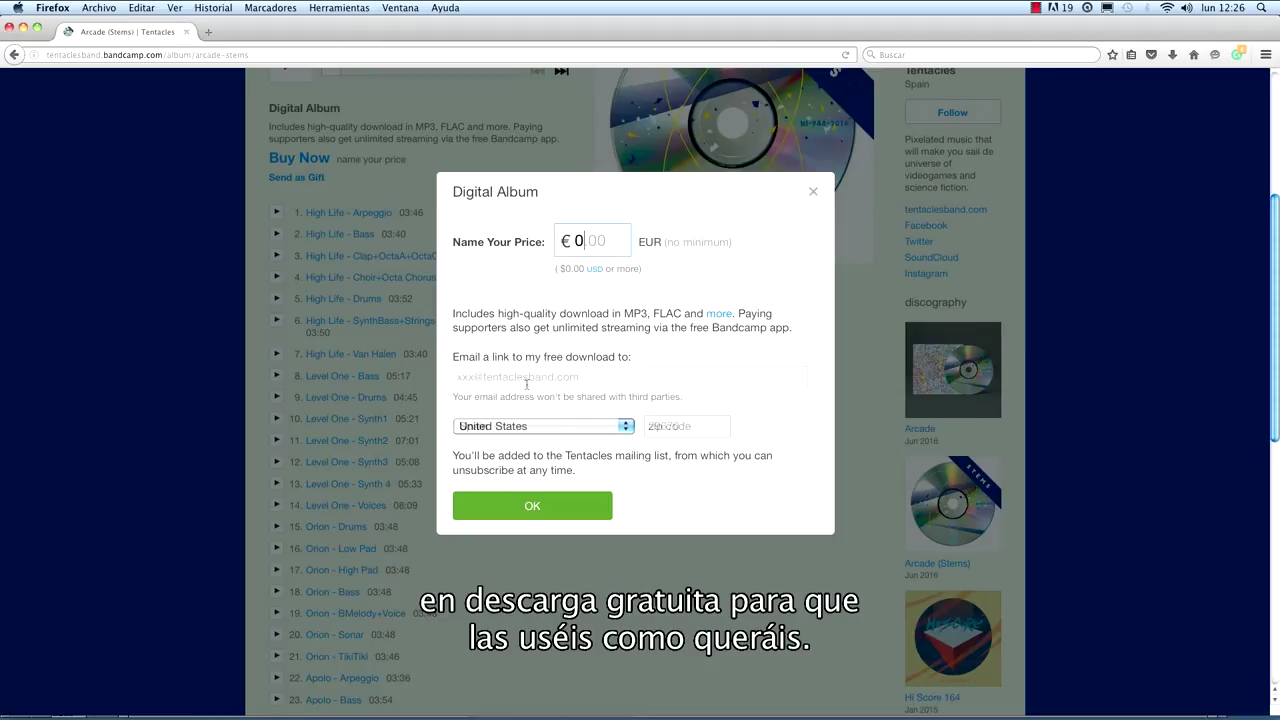 Firefox Archivo Editar Ver Historial Marcadores Herramientas Ventana Ayuda 19 lun 12:26
Arcade (Stems) | Tentacles
tentaclesband.bandcamp.com/album/arcade-stems
Buscar
Digital Album
Includes high-quality download in MP3, FLAC and more. Paying
supporters also get unlimited streaming via the free Bandcamp app.
Buy Now name your price
Send as Gift
1. High Life - Arpeggio 03:46
2. High Life - Bass 03:40
3. High Life - Clap+OctaA+OctaC
4. High Life - Choir+Octa Chorus
5. High Life - Drums 03:52
6. High Life - SynthBass+Strings
03:50
7. High Life - Van Halen 03:40
8. Level One - Bass 05:17
9. Level One - Drums 04:45
10. Level One - Synth1 05:21
11. Level One - Synth2 07:01
12. Level One - Synth3 05:08
13. Level One - Synth 4 05:33
14. Level One - Voices 08:09
15. Orion - Drums 03:48
16. Orion - Low Pad 03:48
17. Orion - High Pad 03:48
18. Orion - Bass 03:48
19. Orion - BMelody+Voice 03:48
20. Orion - Sonar 03:48
21. Orion - TikiTiki 03:48
22. Apolo - Arpeggio 03:36
23. Apolo - Bass 03:54
Digital Album
Name Your Price: € 0.00 EUR (no minimum)
( $0.00 USD or more)
Includes high-quality download in MP3, FLAC and more. Paying
supporters also get unlimited streaming via the free Bandcamp app.
Email a link to my free download to:
xxx@tentaclesband.com
Your email address won't be shared with third parties.
United States
You'll be added to the Tentacles mailing list, from which you can
unsubscribe at any time.
OK
Tentacles
Spain
Follow
Pixelated music that
will make you sail de
universe of
videogames and
science fiction.
tentaclesband.com
Facebook
Twitter
SoundCloud
Instagram
discography
STEMS
Arcade
Jun 2016
Arcade (Stems)
Jun 2016
HI SCORE
Hi Score 164
Jan 2015
en descarga gratuita para que
las uséis como queráis.